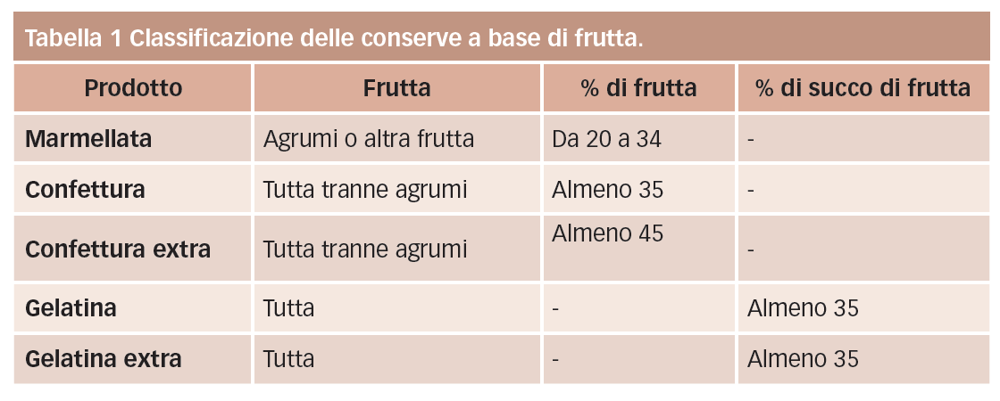 Tabella 1 Classificazione delle conserve a base di frutta.
Prodotto Frutta % di frutta % di succo di frutta
Marmellata Agrumi o altra frutta Da 20 a 34 -
Confettura Tutta tranne agrumi Almeno 35 -
Confettura extra Tutta tranne agrumi Almeno 45 -
Gelatina Tutta - Almeno 35
Gelatina extra Tutta - Almeno 35